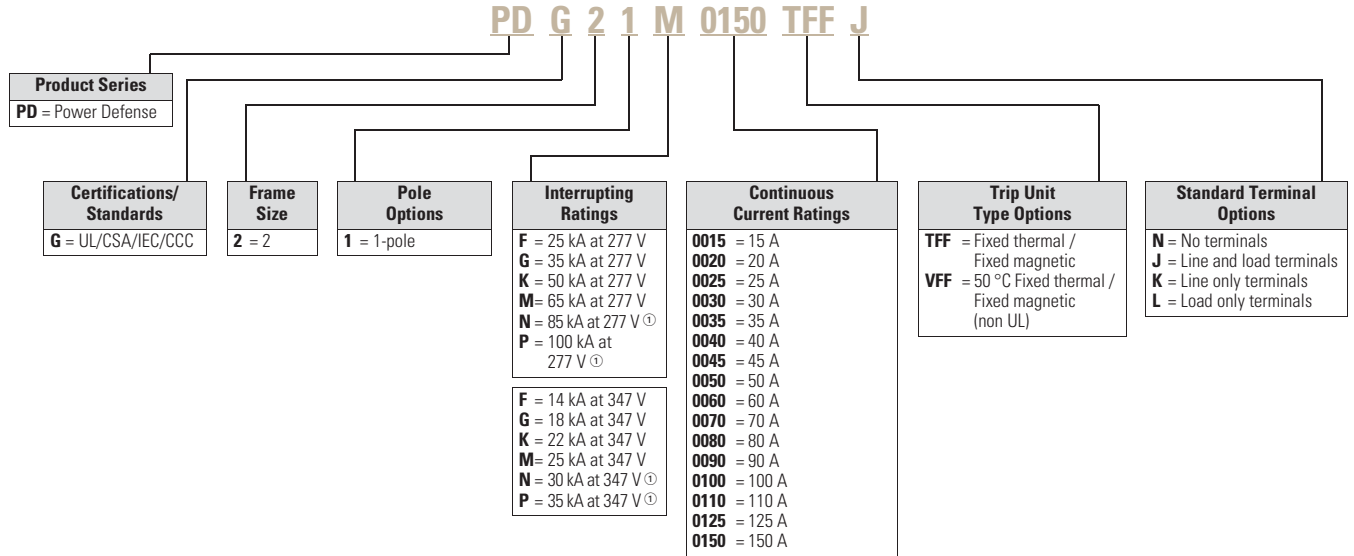 PD G 2 1 M 0150 TFF J
Product Series
PD = Power Defense
Certifications/
Standards
G = UL/CSA/IEC/CCC
Frame
Size
2 = 2
Pole
Options
1 = 1-pole
Interrupting
Ratings
F = 25 kA at 277 V
G = 35 kA at 277 V
K = 50 kA at 277 V
M= 65 kA at 277 V
N = 85 kA at 277 V ①
P = 100 kA at
277 V ①
F = 14 kA at 347 V
G = 18 kA at 347 V
K = 22 kA at 347 V
M= 25 kA at 347 V
N = 30 kA at 347 V ①
P = 35 kA at 347 V ①
Continuous
Current Ratings
0015 = 15 A
0020 = 20 A
0025 = 25 A
0030 = 30 A
0035 = 35 A
0040 = 40 A
0045 = 45 A
0050 = 50 A
0060 = 60 A
0070 = 70 A
0080 = 80 A
0090 = 90 A
0100 = 100 A
0110 = 110 A
0125 = 125 A
0150 = 150 A
Trip Unit
Type Options
TFF = Fixed thermal /
Fixed magnetic
VFF = 50 °C Fixed thermal /
Fixed magnetic
(non UL)
Standard Terminal
Options
N = No terminals
J = Line and load terminals
K = Line only terminals
L = Load only terminals